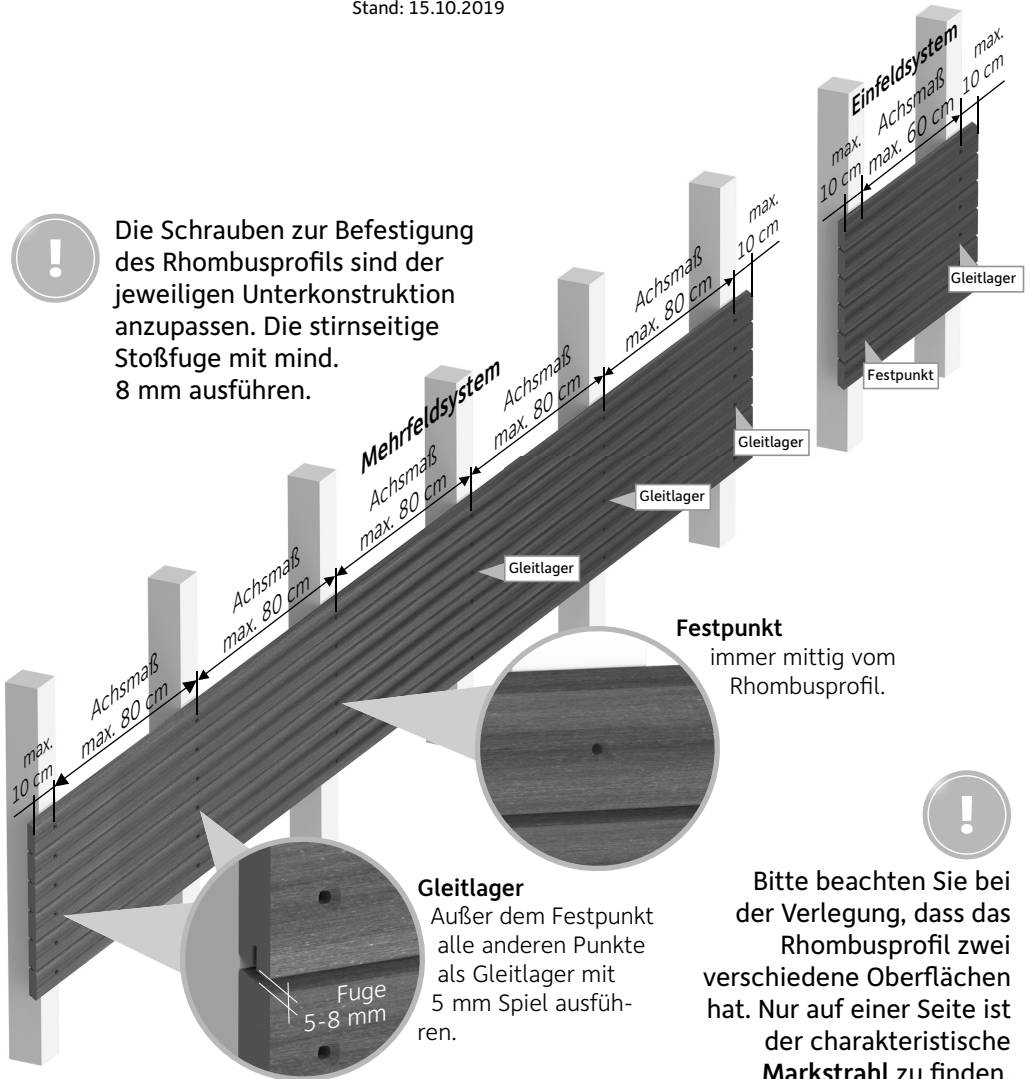 Stand: 15.10.2019
Einfeldsystem
max.
10 cm
Achsmaß
max. 60 cm
max.
10 cm
Gleitlager
Festpunkt
Die Schrauben zur Befestigung
des Rhombusprofils sind der
jeweiligen Unterkonstruktion
anzupassen. Die stirnseitige
Stoßfuge mit mind.
8 mm ausführen.
Mehrfeldsystem
max.
10 cm
Achsmaß
max. 80 cm
Achsmaß
max. 80 cm
Achsmaß
max. 80 cm
Achsmaß
max. 80 cm
Achsmaß
max. 80 cm
max.
10 cm
Gleitlager
Gleitlager
Gleitlager
Festpunkt
immer mittig vom
Rhombusprofil.
Gleitlager
Außer dem Festpunkt
alle anderen Punkte
als Gleitlager mit
5 mm Spiel ausfüh-
ren.
Fuge
5-8 mm
Bitte beachten Sie bei
der Verlegung, dass das
Rhombusprofil zwei
verschiedene Oberflächen
hat. Nur auf einer Seite ist
der charakteristische
Markstrahl zu finden.